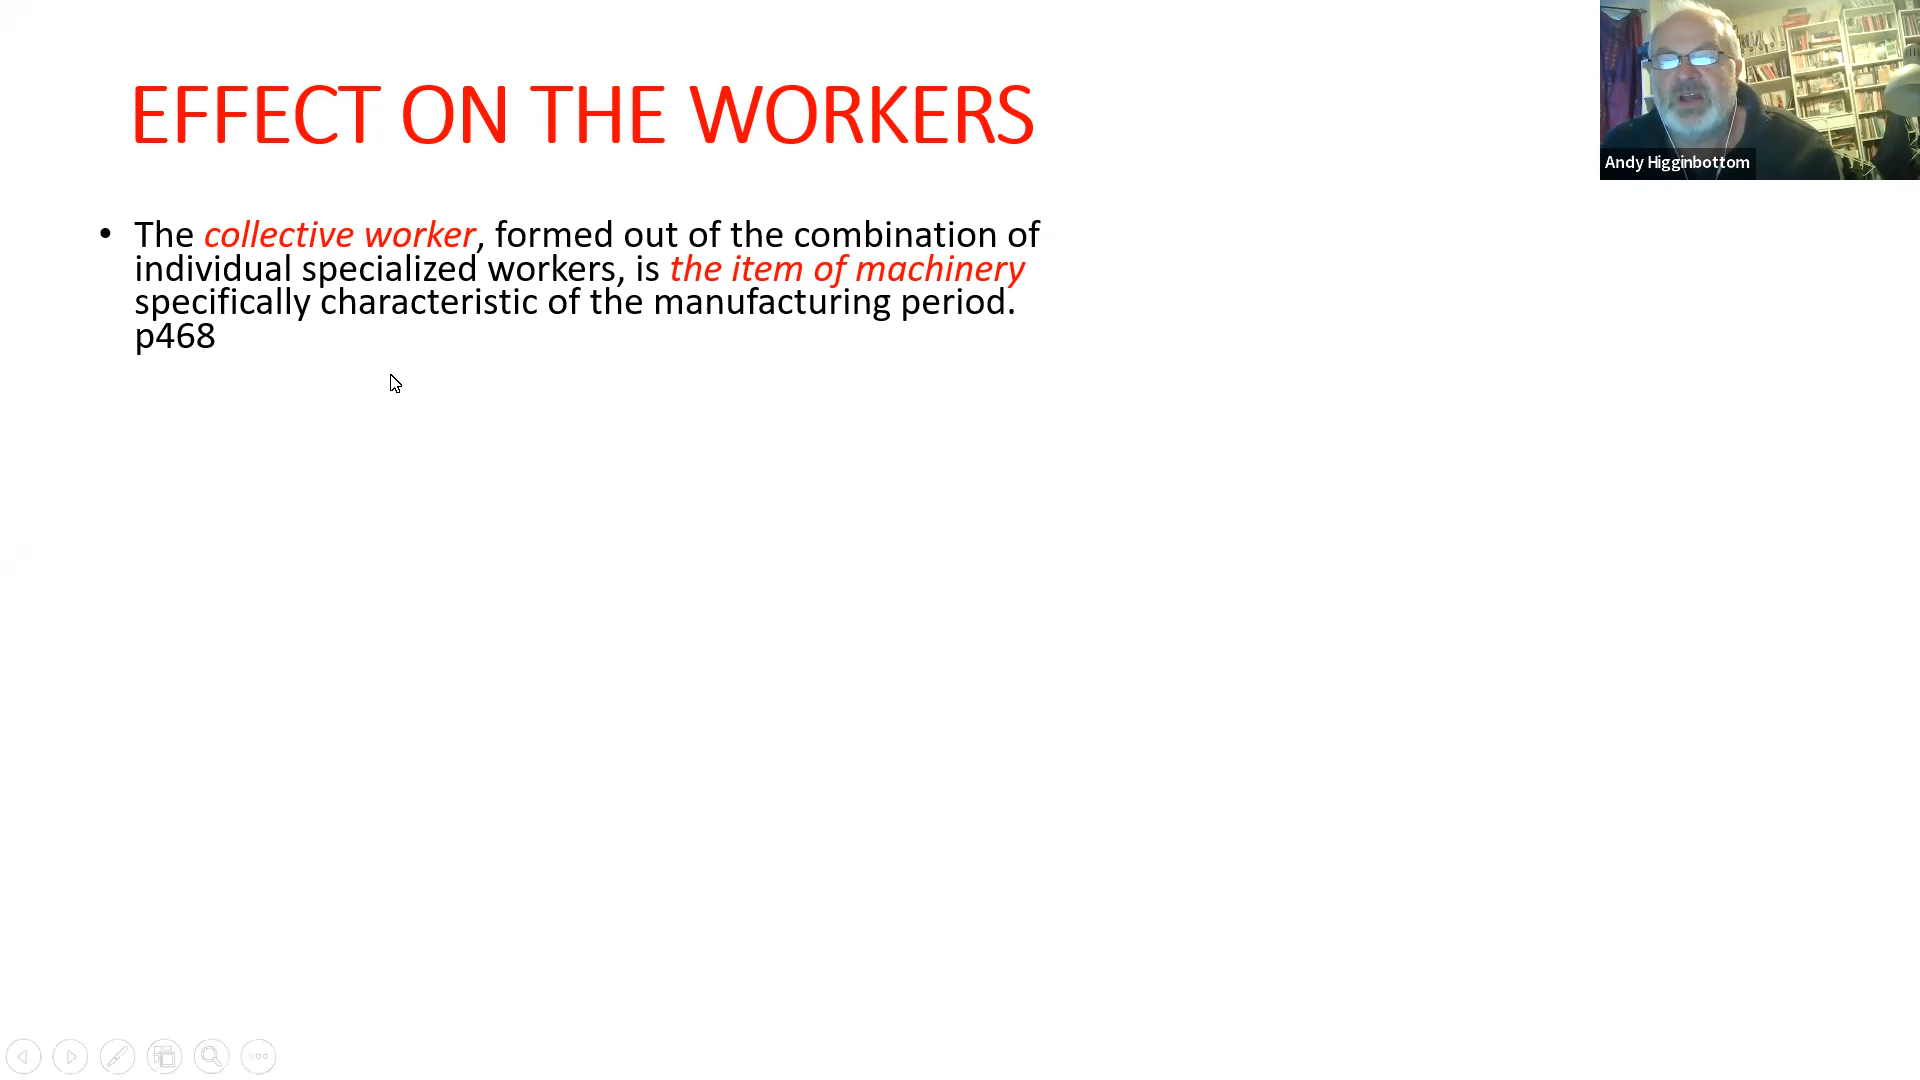 EFFECT ON THE WORKERS
Andy Higginbottom
• The collective worker, formed out of the combination of
individual specialized workers, is the item of machinery
specifically characteristic of the manufacturing period.
p468